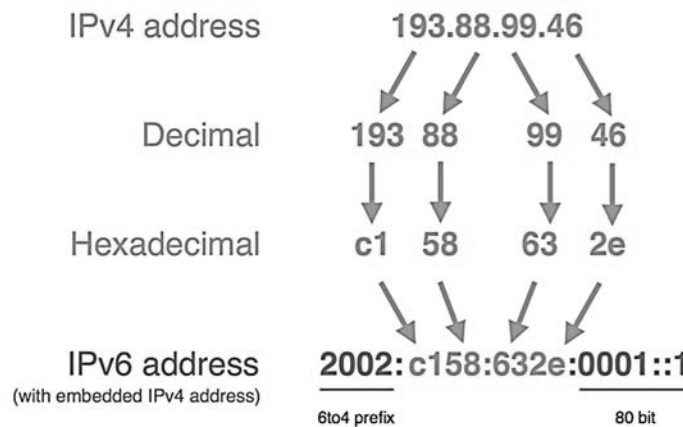 IPv4 address 193.88.99.46
Decimal 193 88 99 46
Hexadecimal c1 58 63 2e
IPv6 address 2002:c158:632e:0001::1
(with embedded IPv4 address)
6to4 prefix 80 bit